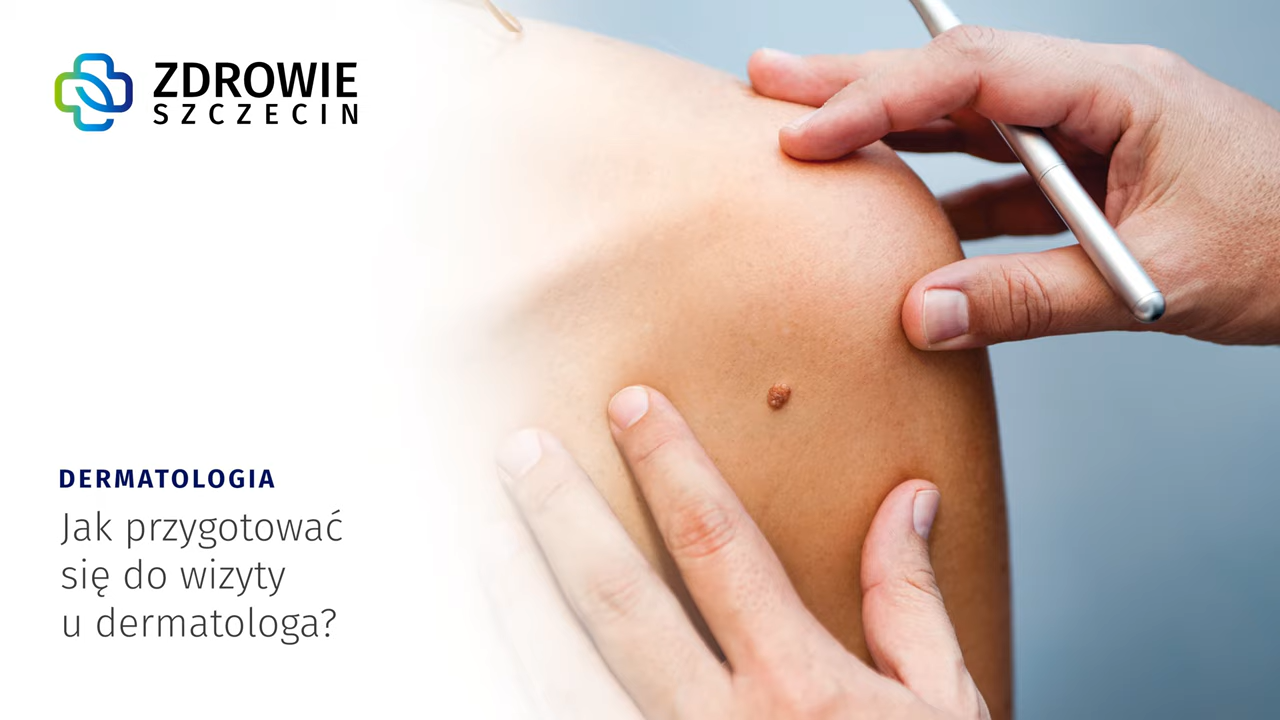 ZDROWIE
SZCZECIN
DERMATOLOGIA
Jak przygotować
się do wizyty
u dermatologa?